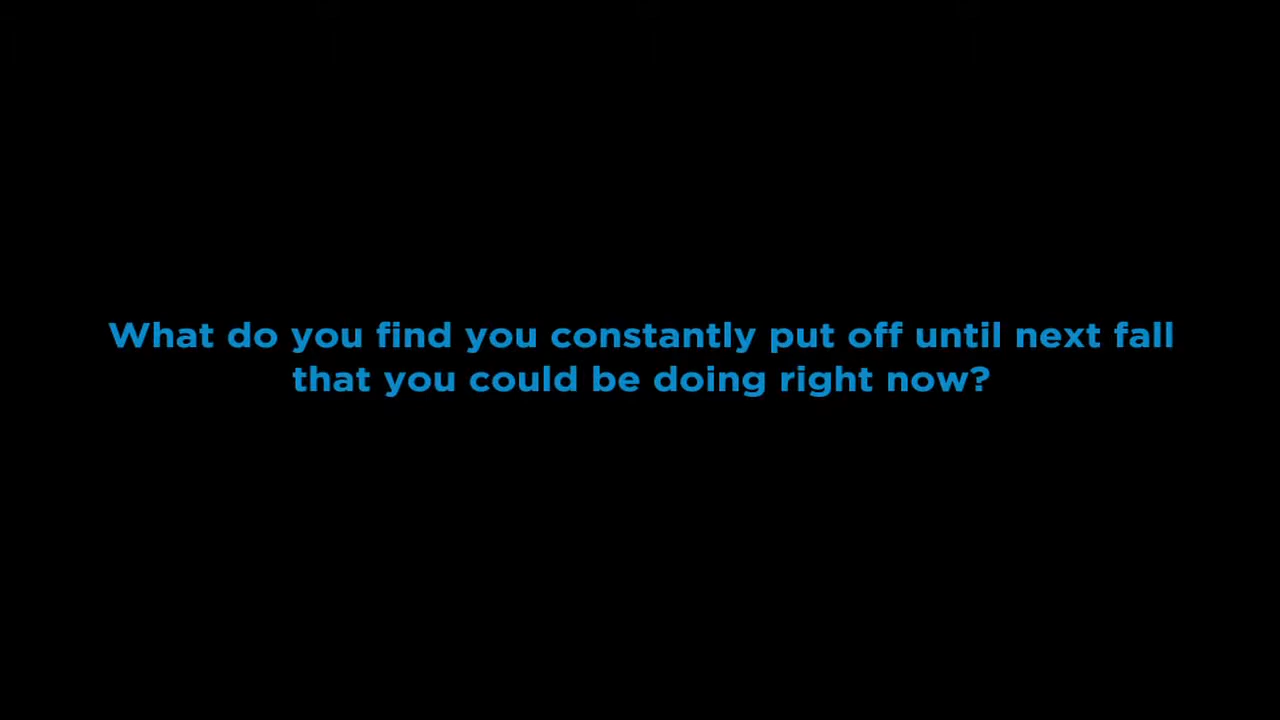 What do you find you constantly put off until next fall
that you could be doing right now?